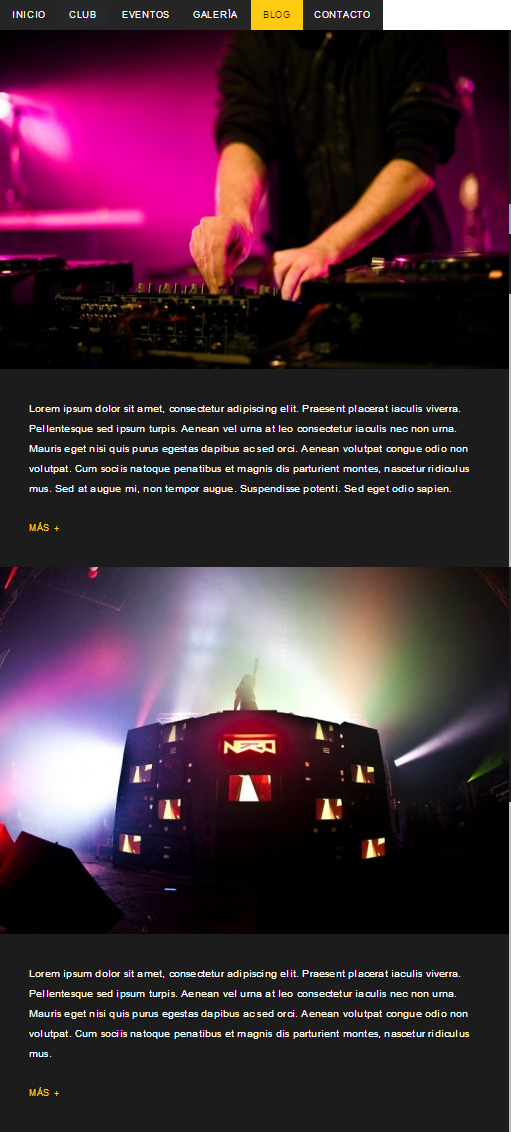 INICIO CLUB EVENTOS GALERÍA BLOG CONTACTO
Pioneer
Lorem ipsum dolor sit amet, consectetur adipiscing elit. Praesent placerat iaculis viverra.
Pellentesque sed ipsum turpis. Aenean vel urna at leo consectetur iaculis nec non urna.
Mauris eget nisi quis purus egestas dapibus ac sed orci. Aenean volutpat congue odio non
volutpat. Cum sociis natoque penatibus et magnis dis parturient montes, nascetur ridiculus
mus. Sed at augue mi, non tempor augue. Suspendisse potenti. Sed eget odio sapien.
MÁS +
NERO
Lorem ipsum dolor sit amet, consectetur adipiscing elit. Praesent placerat iaculis viverra.
Pellentesque sed ipsum turpis. Aenean vel urna at leo consectetur iaculis nec non urna.
Mauris eget nisi quis purus egestas dapibus ac sed orci. Aenean volutpat congue odio non
volutpat. Cum sociis natoque penatibus et magnis dis parturient montes, nascetur ridiculus
mus.
MÁS +